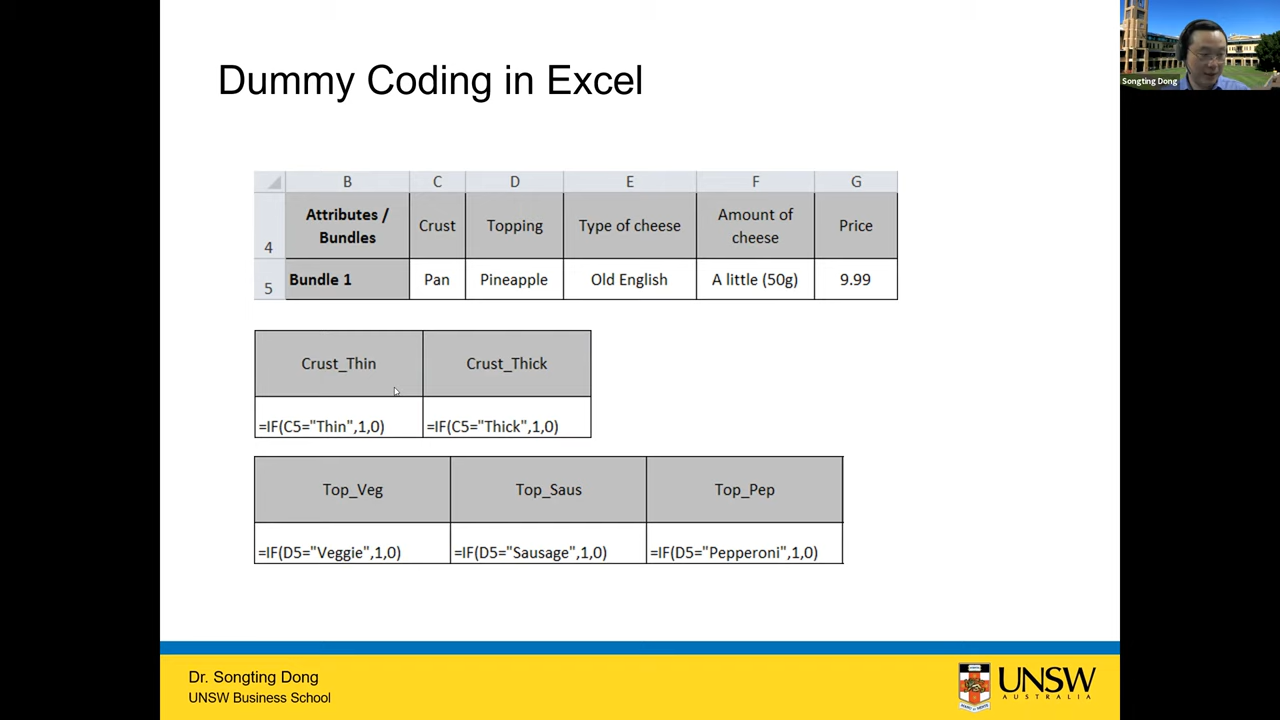 Dummy Coding in Excel
Songting Dong
B C D E F G
4 Attributes / Bundles Crust Topping Type of cheese Amount of cheese Price
5 Bundle 1 Pan Pineapple Old English A little (50g) 9.99
Crust_Thin Crust_Thick
=IF(C5="Thin",1,0) =IF(C5="Thick",1,0)
Top_Veg Top_Saus Top_Pep
=IF(D5="Veggie",1,0) =IF(D5="Sausage",1,0) =IF(D5="Pepperoni",1,0)
Dr. Songting Dong
UNSW Business School
UNSW
AUSTRALIA